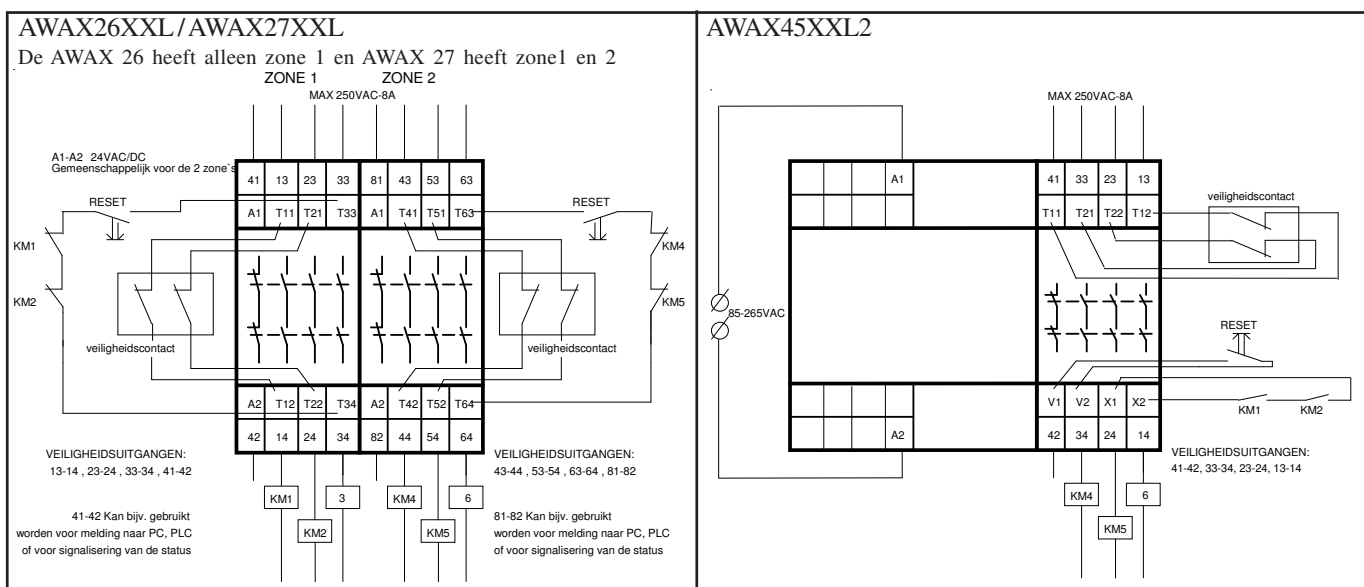 AWAX26XXL/AWAX27XXL
De AWAX 26 heeft alleen zone 1 en AWAX 27 heeft zone1 en 2
ZONE 1 ZONE 2
MAX 250VAC-8A
A1-A2 24VAC/DC
Gemeenschappelijk voor de 2 zone`s
41 13 23 33 81 43 53 63
A1 T11 T21 T33 A1 T41 T51 T63
RESET
RESET
KM1
KM4
KM2
KM5
veiligheidscontact
veiligheidscontact
A2 T12 T22 T34 A2 T42 T52 T64
42 14 24 34 82 44 54 64
VEILIGHEIDSUITGANGEN:
13-14 , 23-24 , 33-34 , 41-42
VEILIGHEIDSUITGANGEN:
43-44 , 53-54 , 63-64 , 81-82
KM1
3
KM4
6
KM2
KM5
41-42 Kan bijv. gebruikt
worden voor melding naar PC, PLC
of voor signalisering van de status
81-82 Kan bijv. gebruikt
worden voor melding naar PC, PLC
of voor signalisering van de status
AWAX45XXL2
MAX 250VAC-8A
A1
41 33 23 13
T11 T21 T22 T12
veiligheidscontact
85-265VAC
RESET
V1 V2 X1 X2
KM1 KM2
A2
42 34 24 14
VEILIGHEIDSUITGANGEN:
41-42, 33-34, 23-24, 13-14
KM4
6
KM5